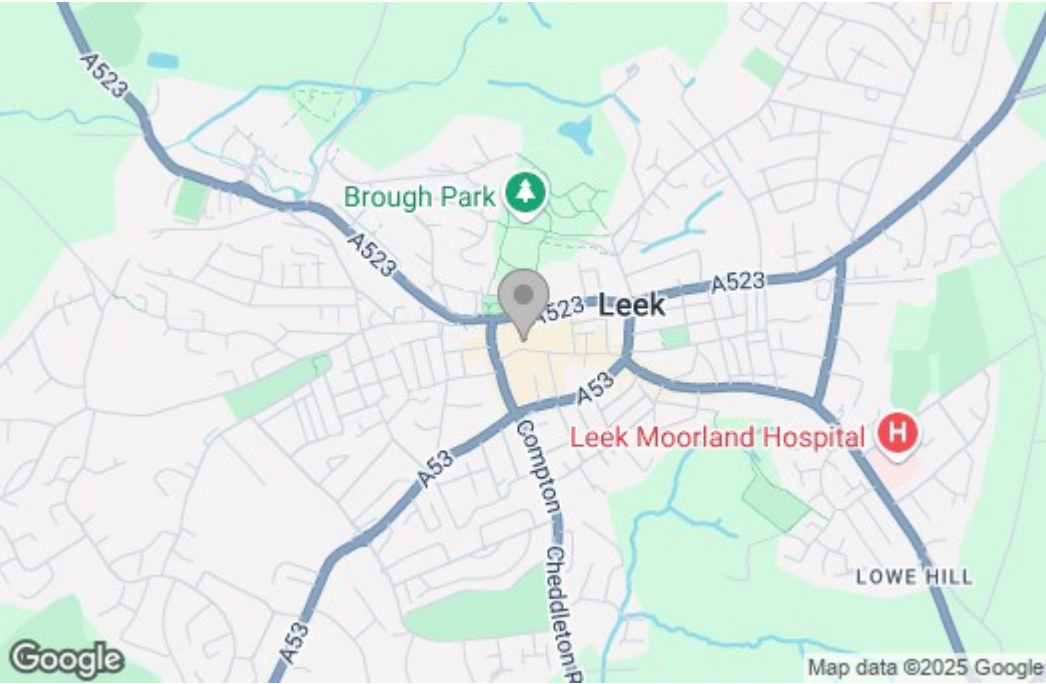 A523
Brough Park
A523
A523
A523
Leek
A53
Leek Moorland Hospital
H
Compton
A53
LOWE HILL
Cheddleton R
A53
Google
Map data ©2025 Google